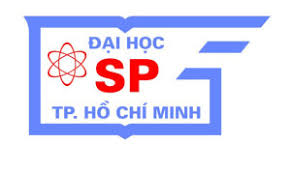 ĐẠI HỌC
SP
TP. HỒ CHÍ MINH